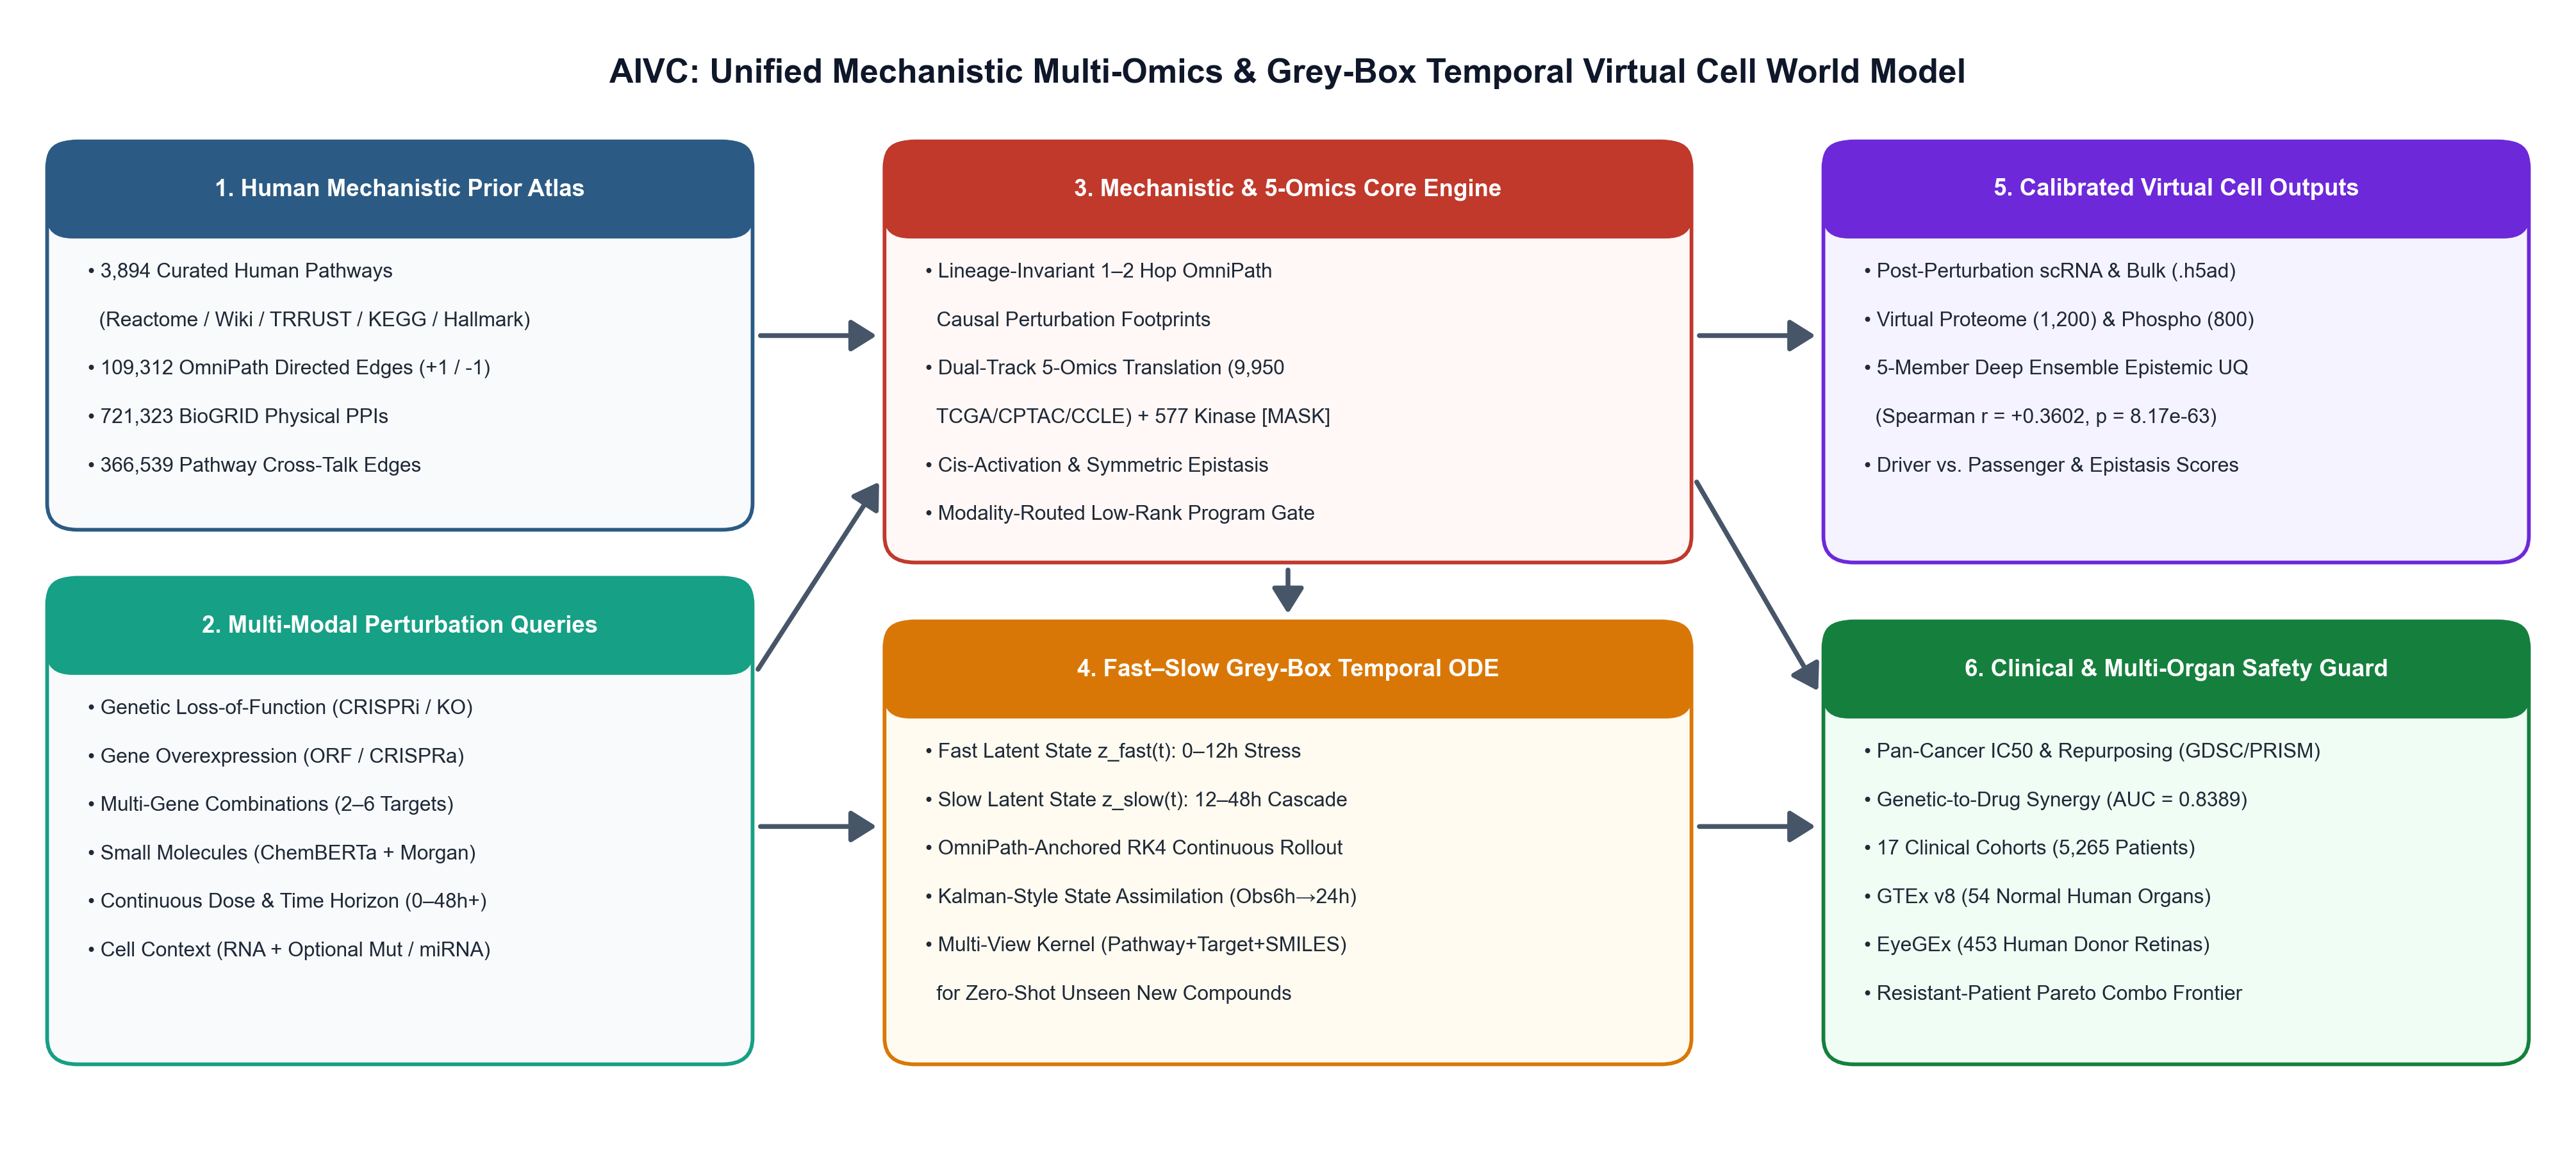 AIVC: Unified Mechanistic Multi-Omics & Grey-Box Temporal Virtual Cell World Model
1. Human Mechanistic Prior Atlas
• 3,894 Curated Human Pathways
(Reactome / Wiki / TRRUST / KEGG / Hallmark)
• 109,312 OmniPath Directed Edges (+1 / -1)
• 721,323 BioGRID Physical PPIs
• 366,539 Pathway Cross-Talk Edges
2. Multi-Modal Perturbation Queries
• Genetic Loss-of-Function (CRISPRi / KO)
• Gene Overexpression (ORF / CRISPRa)
• Multi-Gene Combinations (2–6 Targets)
• Small Molecules (ChemBERTa + Morgan)
• Continuous Dose & Time Horizon (0–48h+)
• Cell Context (RNA + Optional Mut / miRNA)
3. Mechanistic & 5-Omics Core Engine
• Lineage-Invariant 1–2 Hop OmniPath
Causal Perturbation Footprints
• Dual-Track 5-Omics Translation (9,950
TCGA/CPTAC/CCLE) + 577 Kinase [MASK]
• Cis-Activation & Symmetric Epistasis
• Modality-Routed Low-Rank Program Gate
4. Fast–Slow Grey-Box Temporal ODE
• Fast Latent State z_fast(t): 0–12h Stress
• Slow Latent State z_slow(t): 12–48h Cascade
• OmniPath-Anchored RK4 Continuous Rollout
• Kalman-Style State Assimilation (Obs6h→24h)
• Multi-View Kernel (Pathway+Target+SMILES)
for Zero-Shot Unseen New Compounds
5. Calibrated Virtual Cell Outputs
• Post-Perturbation scRNA & Bulk (.h5ad)
• Virtual Proteome (1,200) & Phospho (800)
• 5-Member Deep Ensemble Epistemic UQ
(Spearman r = +0.3602, p = 8.17e-63)
• Driver vs. Passenger & Epistasis Scores
6. Clinical & Multi-Organ Safety Guard
• Pan-Cancer IC50 & Repurposing (GDSC/PRISM)
• Genetic-to-Drug Synergy (AUC = 0.8389)
• 17 Clinical Cohorts (5,265 Patients)
• GTEx v8 (54 Normal Human Organs)
• EyeGEx (453 Human Donor Retinas)
• Resistant-Patient Pareto Combo Frontier